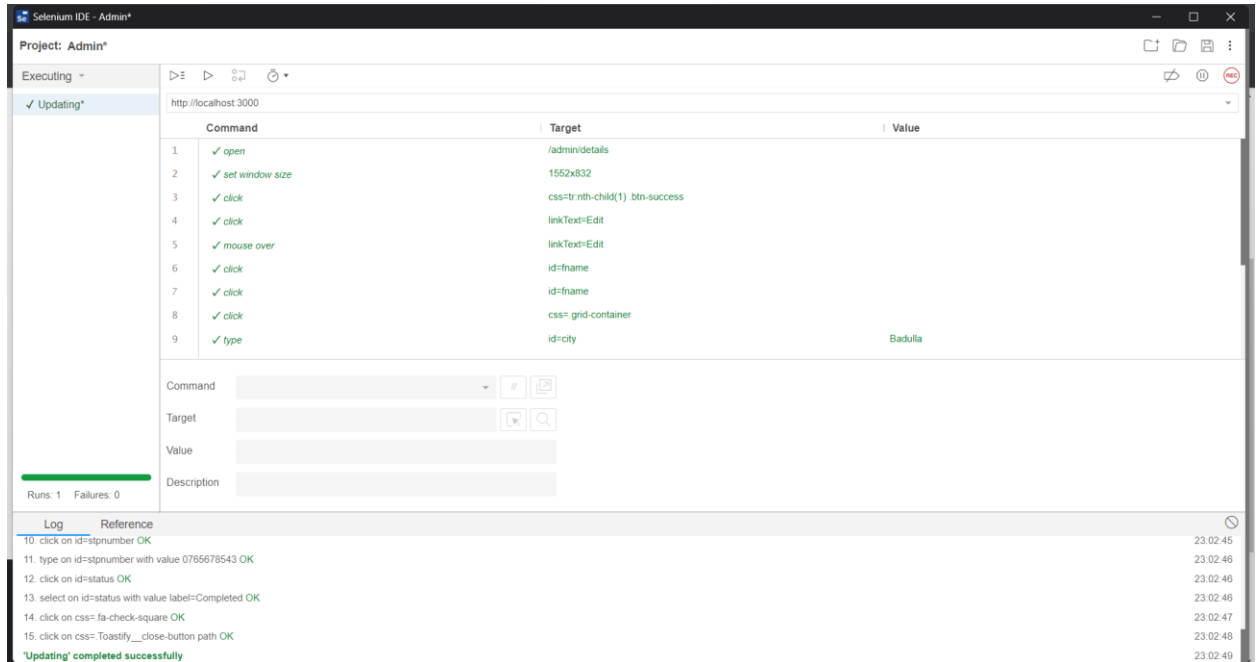 Se Selenium IDE - Admin*
Project: Admin*
Executing
✓ Updating*
http://localhost:3000
REC
Command Target Value
1 ✓ open /admin/details
2 ✓ set window size 1552x832
3 ✓ click css=tr:nth-child(1) .btn-success
4 ✓ click linkText=Edit
5 ✓ mouse over linkText=Edit
6 ✓ click id=fname
7 ✓ click id=fname
8 ✓ click css=.grid-container
9 ✓ type id=city Badulla
Command //
Target
Value
Description
Runs: 1 Failures: 0
Log Reference
10. click on id=stpnumber OK 23:02:45
11. type on id=stpnumber with value 0765678543 OK 23:02:46
12. click on id=status OK 23:02:46
13. select on id=status with value label=Completed OK 23:02:46
14. click on css=.fa-check-square OK 23:02:47
15. click on css=.Toastify__close-button path OK 23:02:48
'Updating' completed successfully 23:02:49